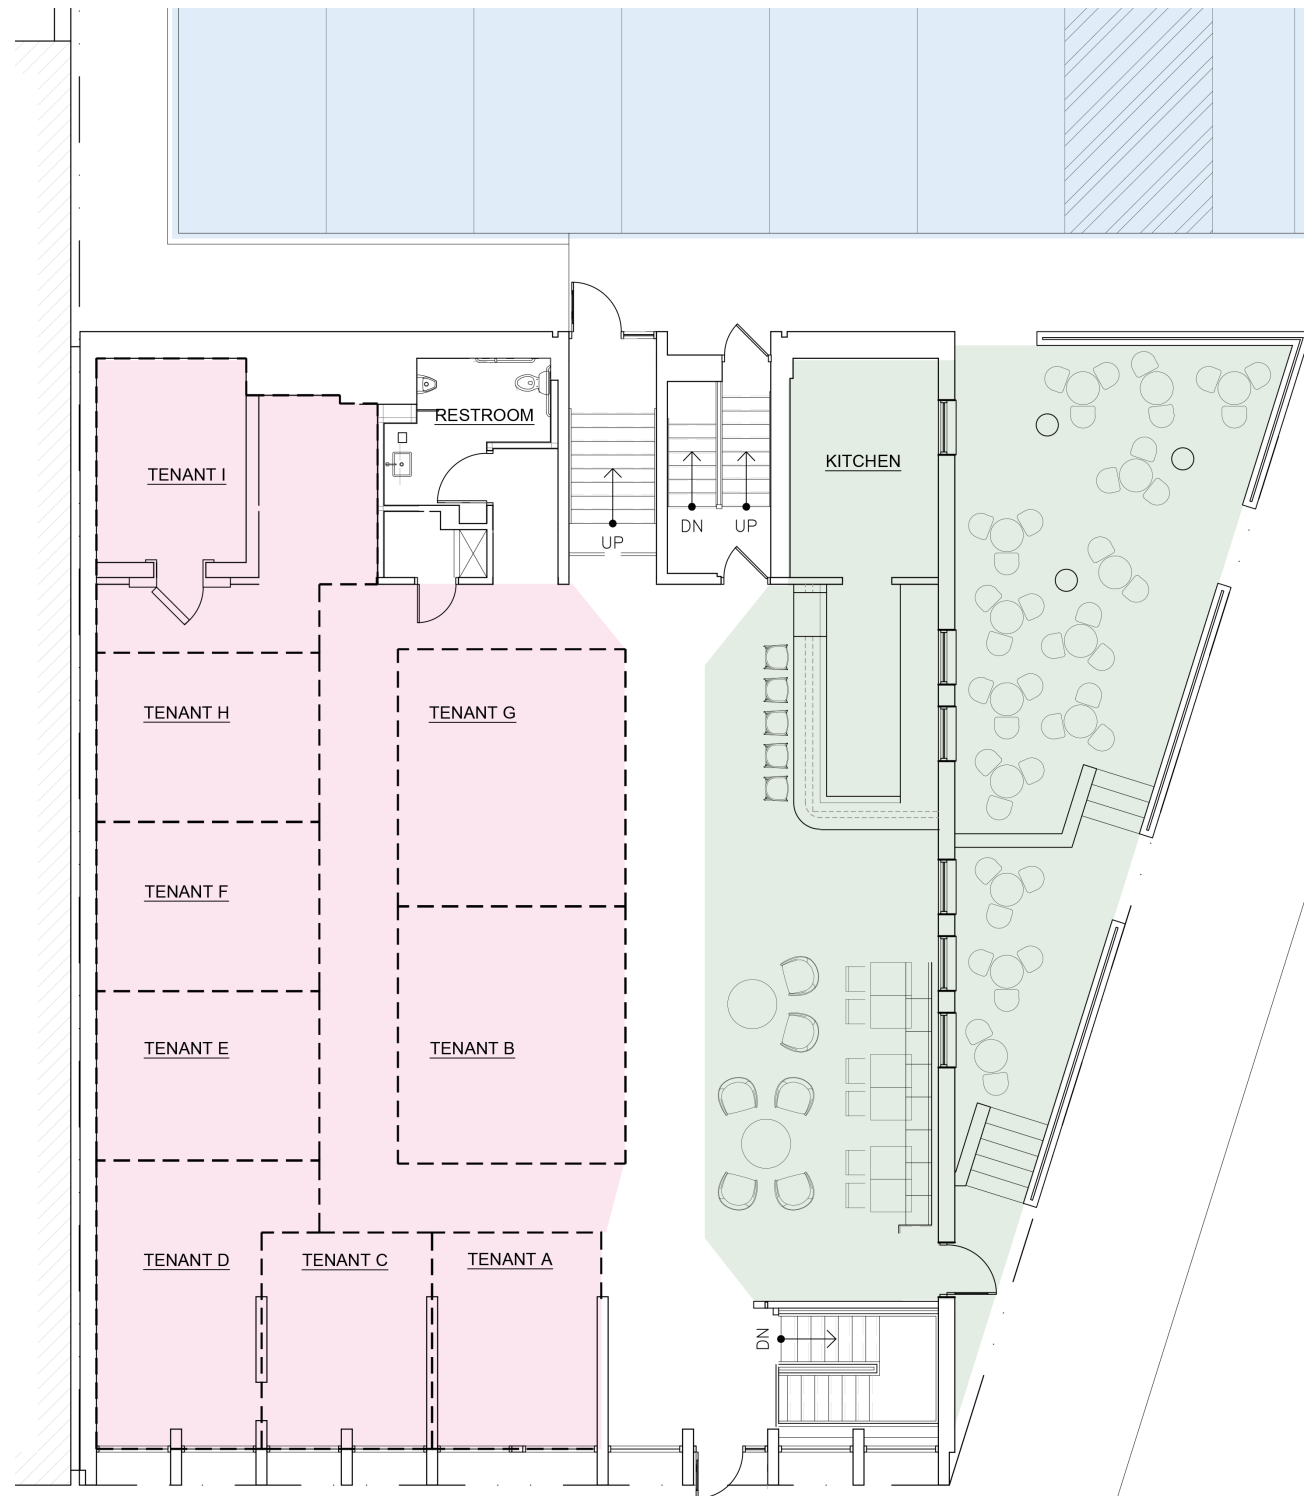 RESTROOM
KITCHEN
TENANT I
DN
UP
UP
TENANT H
TENANT G
TENANT F
TENANT E
TENANT B
TENANT D
TENANT C
TENANT A
DN